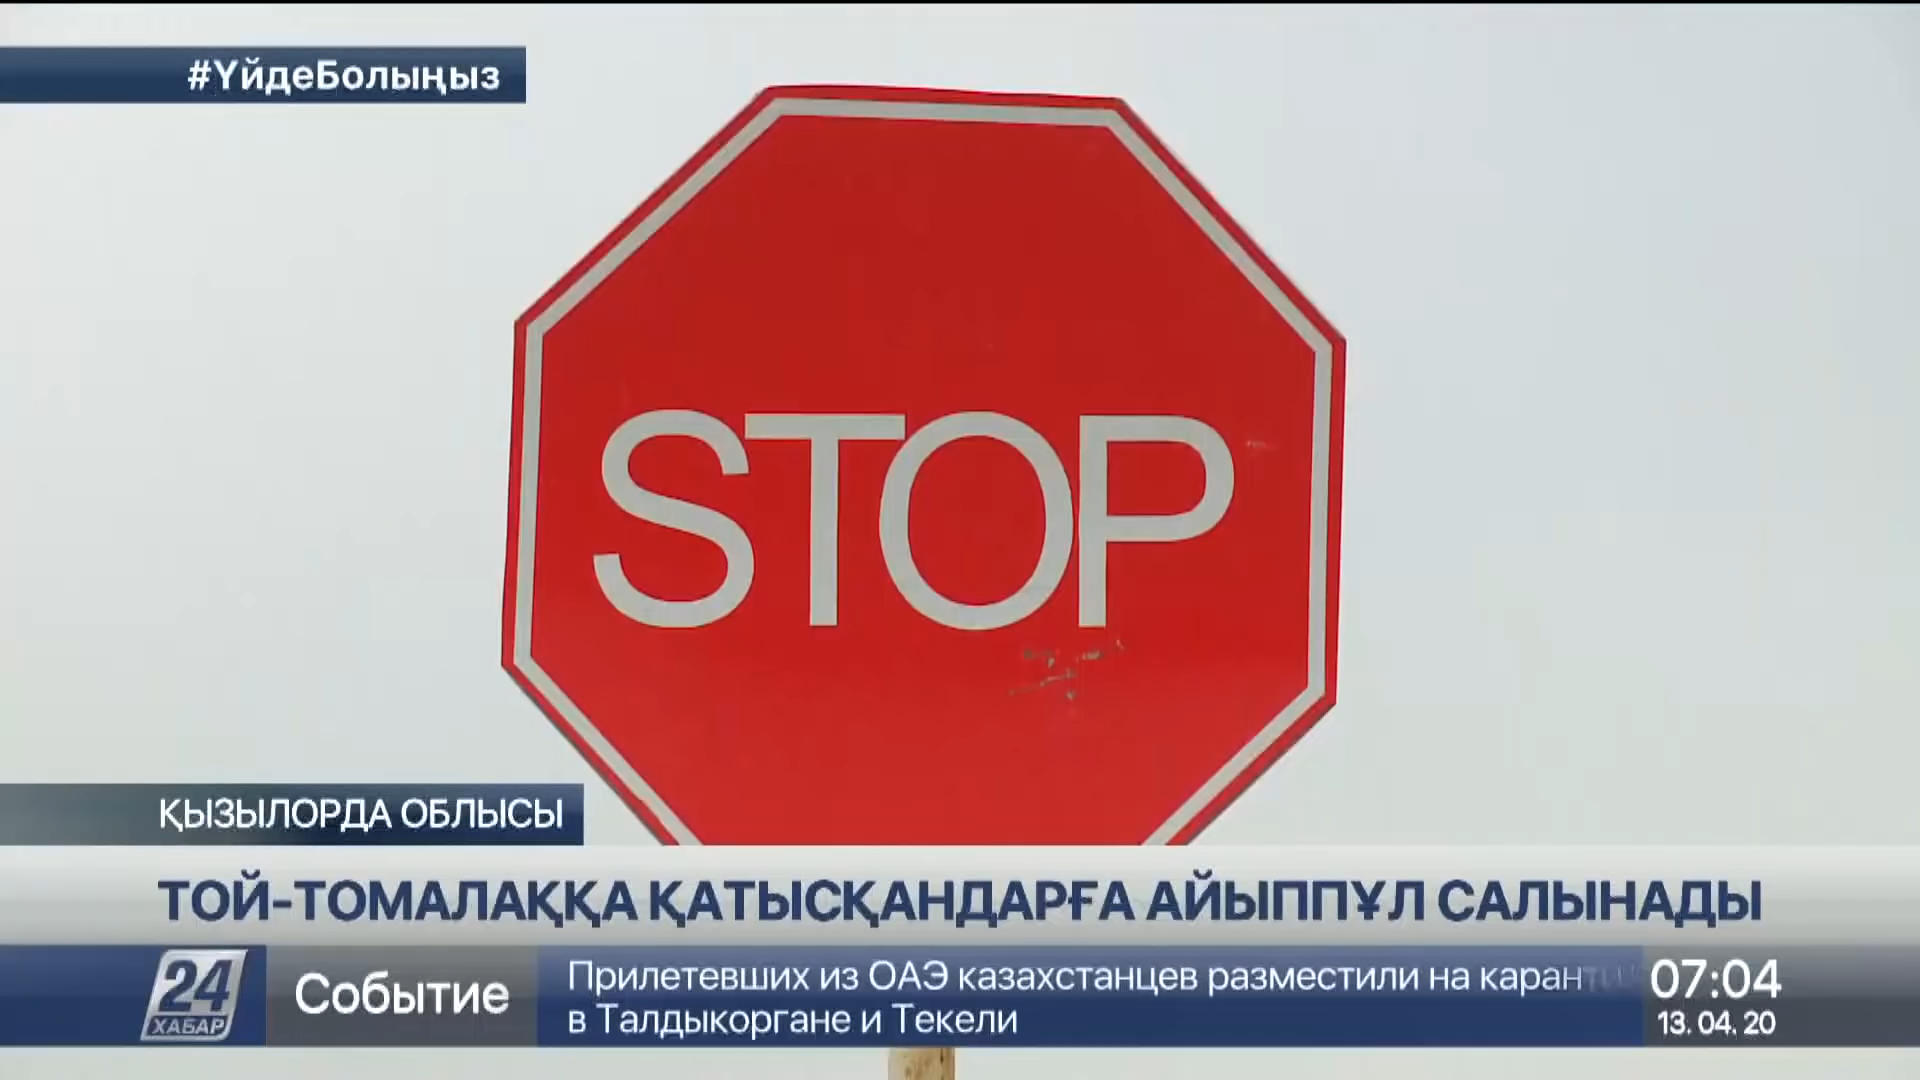 #ҮйдеБолыңыз
STOP
ҚЫЗЫЛОРДА ОБЛЫСЫ
ТОЙ-ТОМАЛАҚҚА ҚАТЫСҚАНДАРҒА АЙЫППҰЛ САЛЫНАДЫ
24
ХАБАР
Событие
Прилетевших из ОАЭ казахстанцев разместили на каранти
в Талдыкоргане и Текели
07:04
13. 04. 20